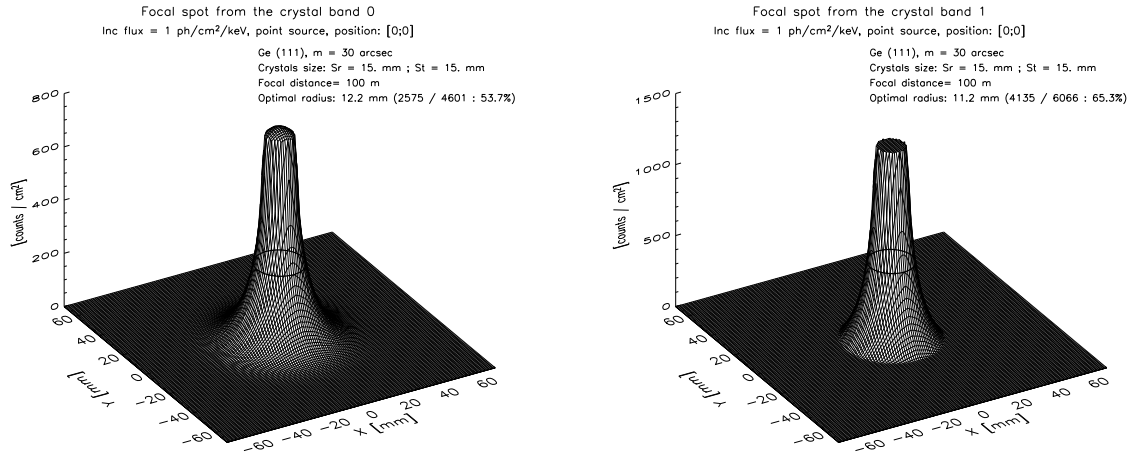 Focal spot from the crystal band 0
Inc flux = 1 ph/cm²/keV, point source, position: [0;0]
Ge (111), m = 30 arcsec
Crystals size: Sr = 15. mm ; St = 15. mm
Focal distance= 100 m
Optimal radius: 12.2 mm (2575 / 4601 : 53.7%)
800
600
400
200
0
[counts / cm²]
60
40
20
0
−20
−40
−60
Y [mm]
−60
−40
−20
0
20
40
60
X [mm]
Focal spot from the crystal band 1
Inc flux = 1 ph/cm²/keV, point source, position: [0;0]
Ge (111), m = 30 arcsec
Crystals size: Sr = 15. mm ; St = 15. mm
Focal distance= 100 m
Optimal radius: 11.2 mm (4135 / 6066 : 65.3%)
1500
1000
500
0
[counts / cm²]
60
40
20
0
−20
−40
−60
Y [mm]
−60
−40
−20
0
20
40
60
X [mm]